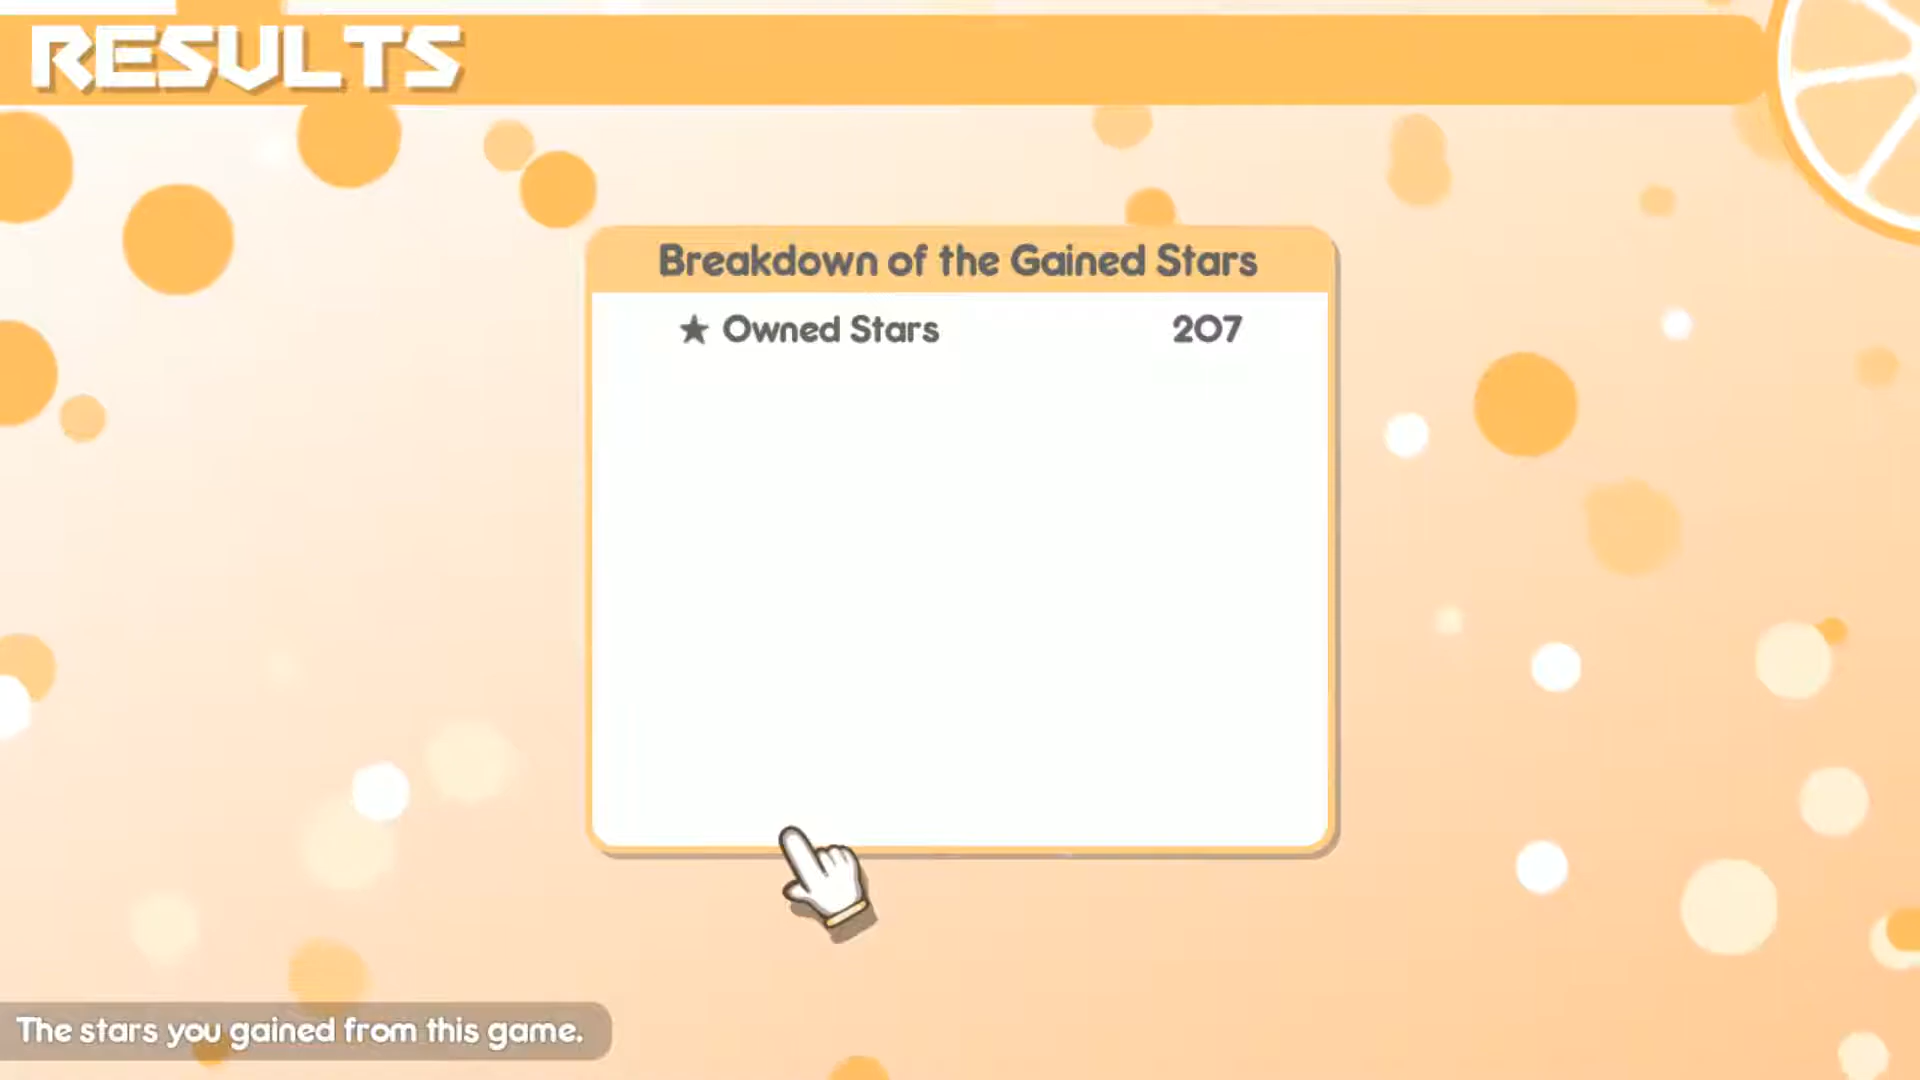 RESULTS
Breakdown of the Gained Stars
★ Owned Stars 207
The stars you gained from this game.